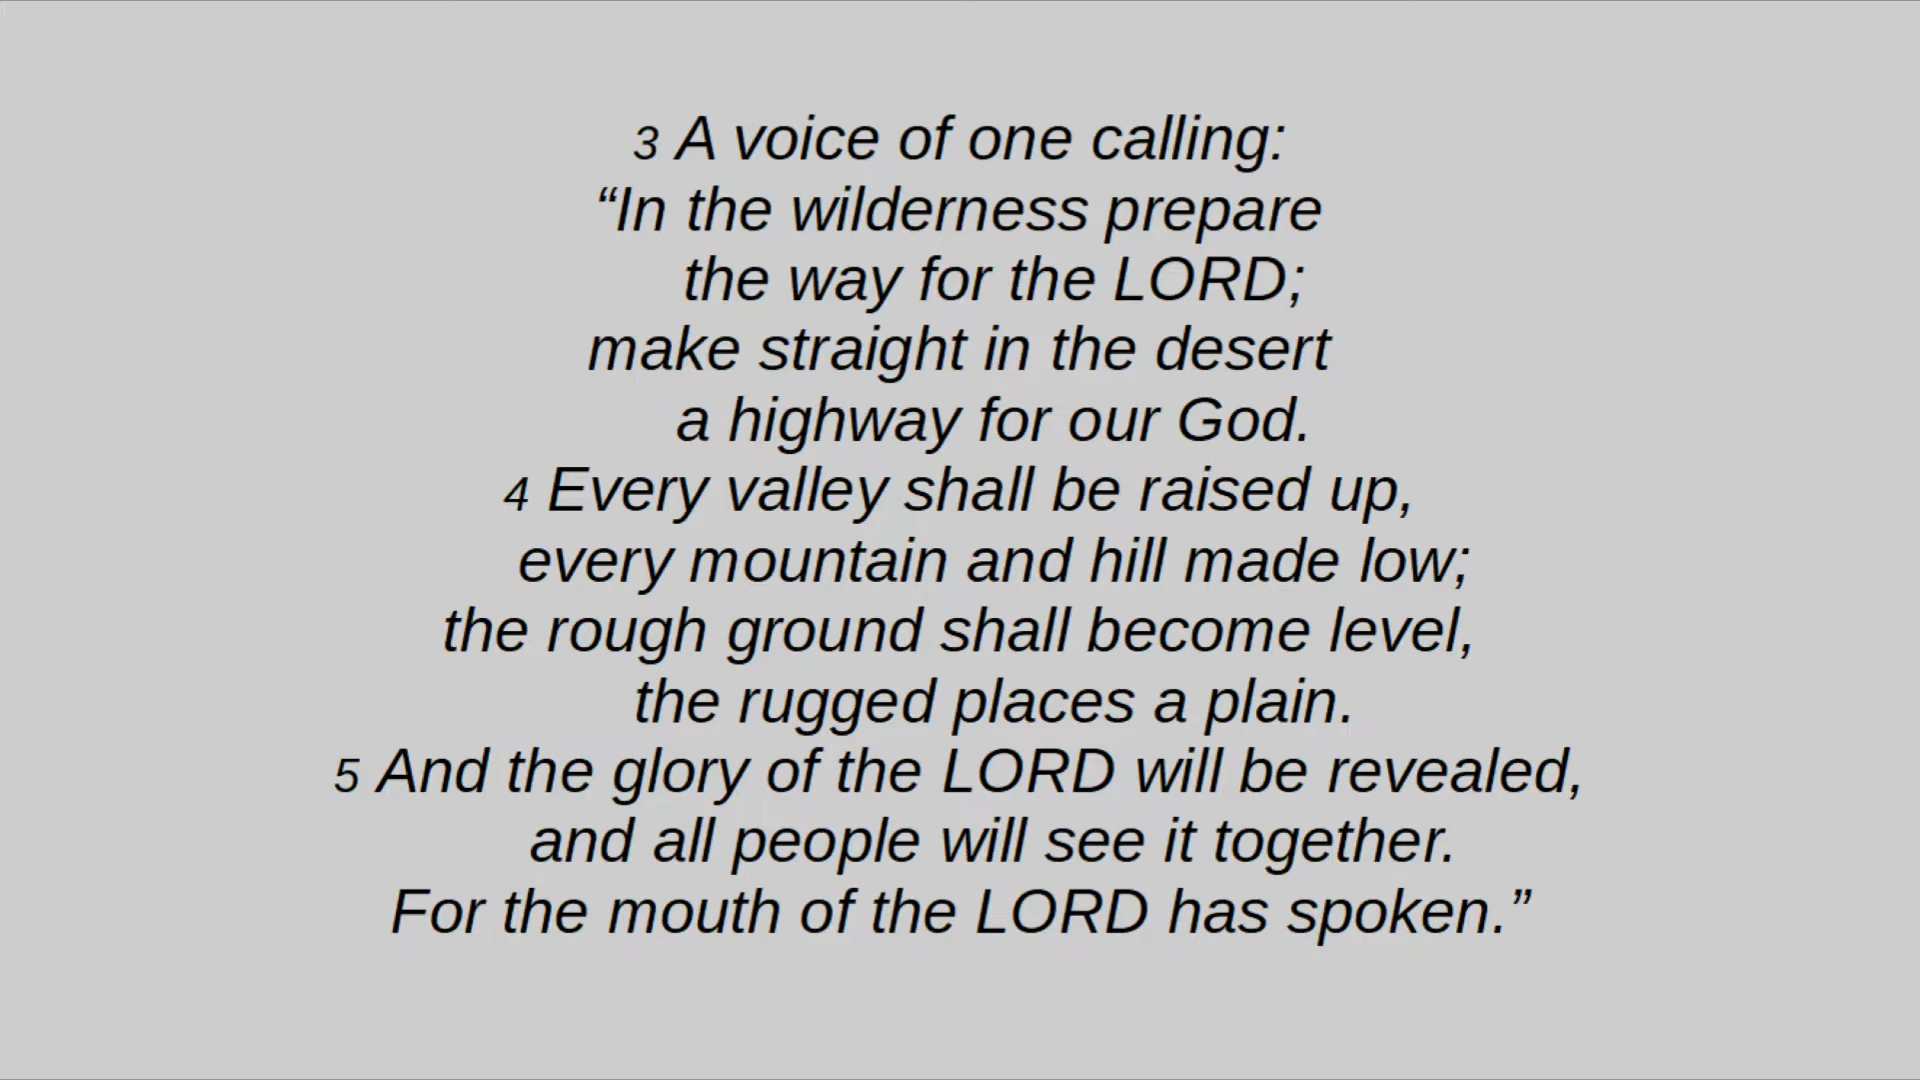 3 A voice of one calling:
“In the wilderness prepare
the way for the LORD;
make straight in the desert
a highway for our God.
4 Every valley shall be raised up,
every mountain and hill made low;
the rough ground shall become level,
the rugged places a plain.
5 And the glory of the LORD will be revealed,
and all people will see it together.
For the mouth of the LORD has spoken.”